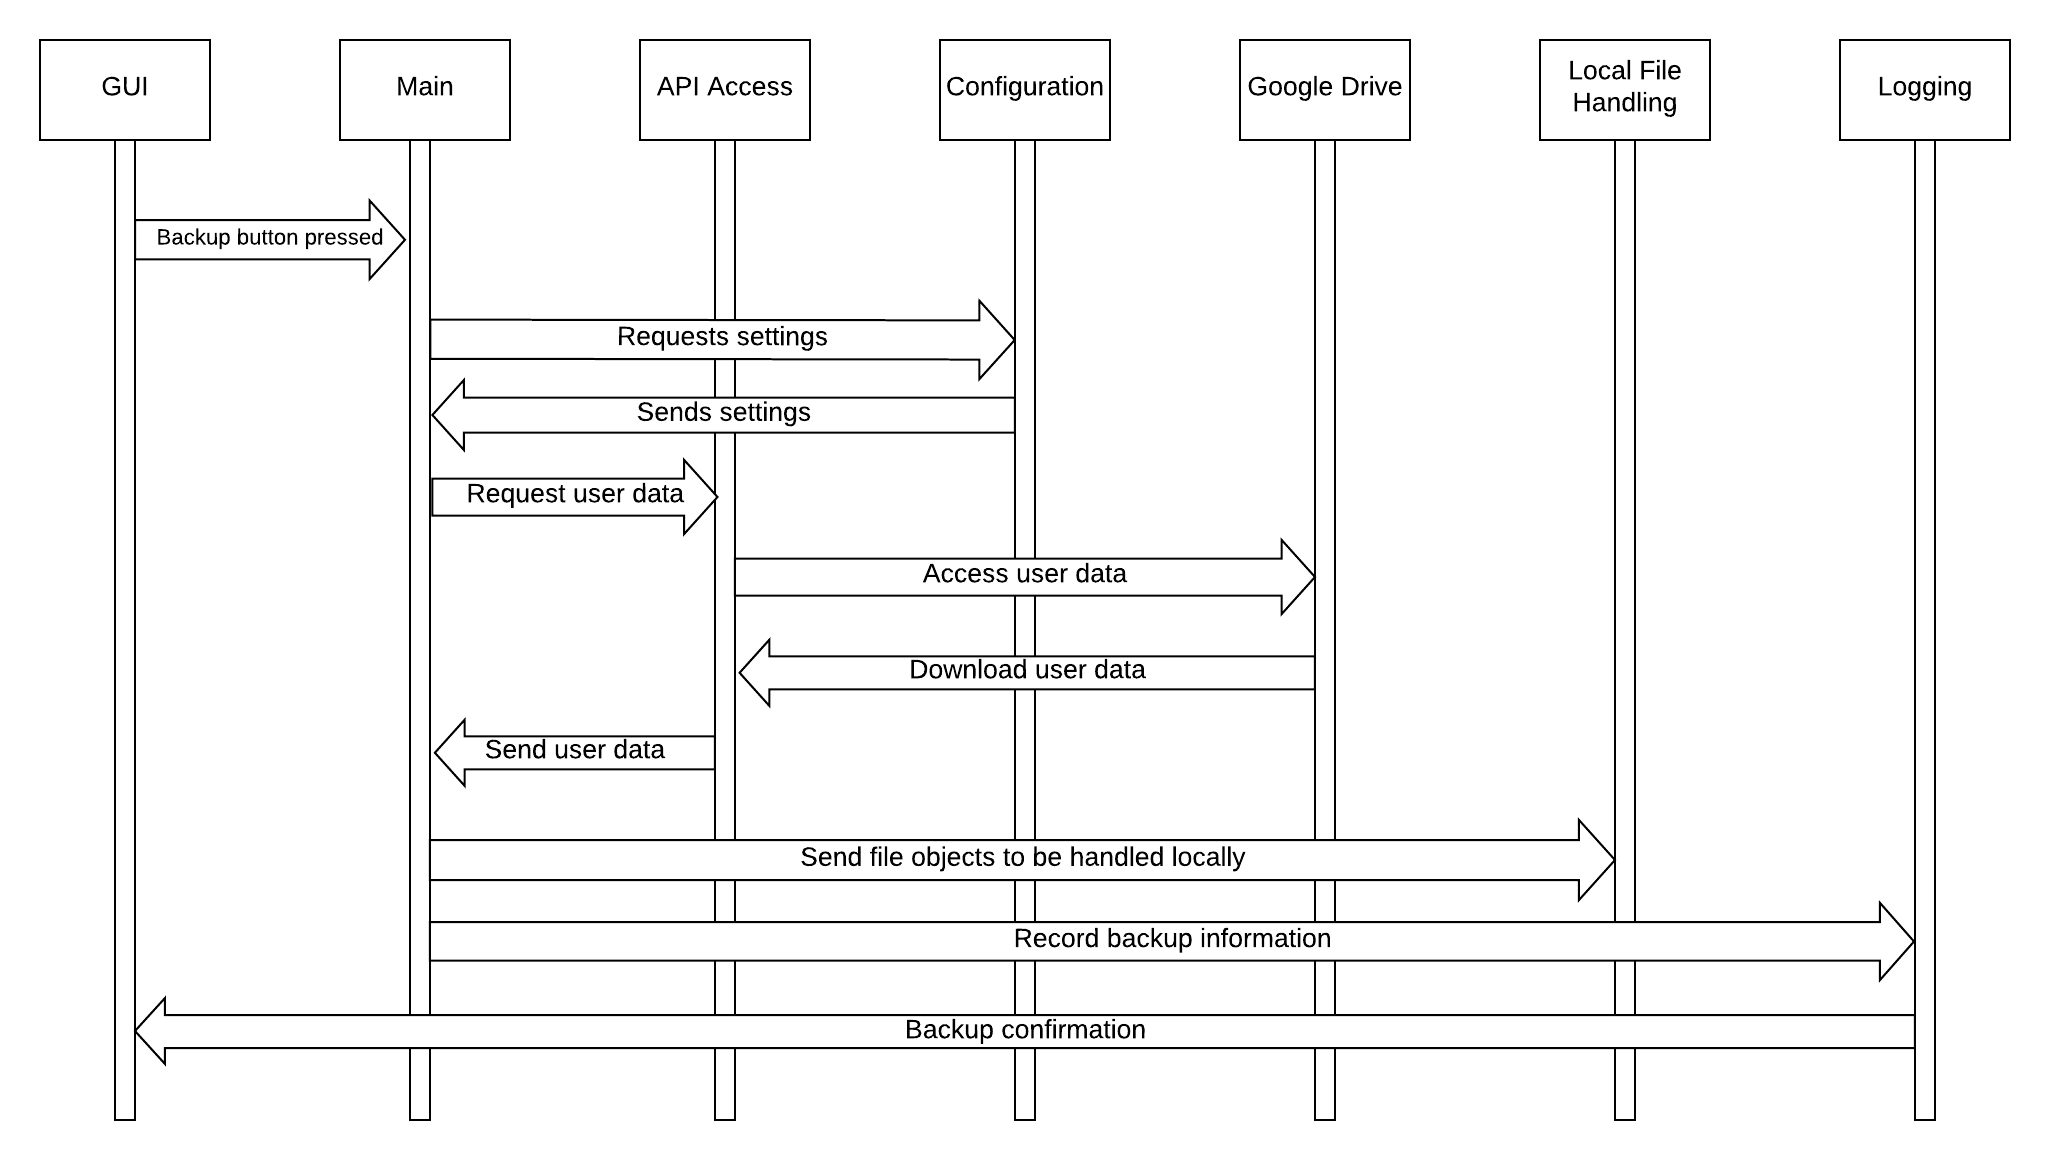 GUI
Main
API Access
Configuration
Google Drive
Local File
Handling
Logging
Backup button pressed
Requests settings
Sends settings
Request user data
Access user data
Download user data
Send user data
Send file objects to be handled locally
Record backup information
Backup confirmation